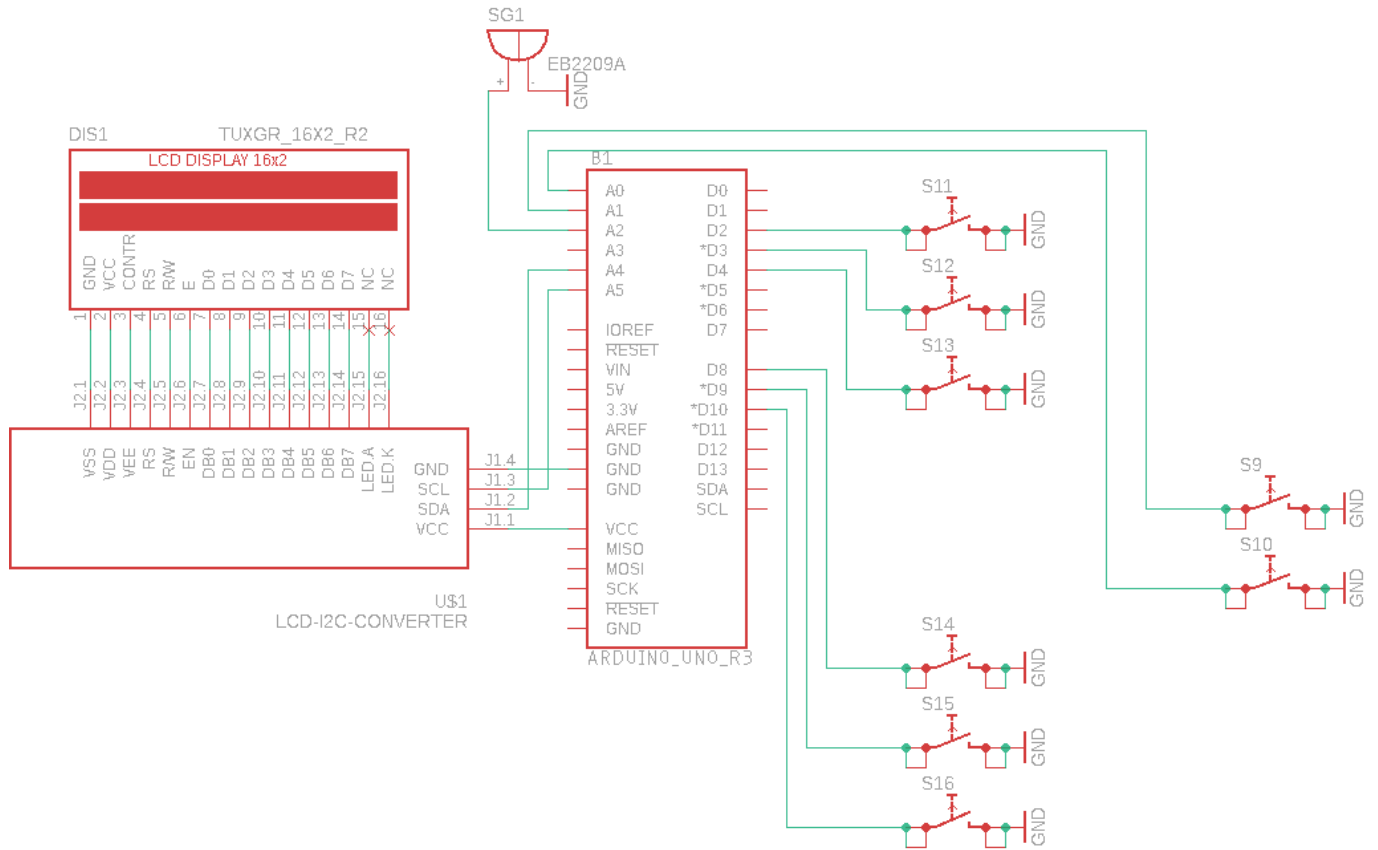 SG1
EB2209A
+
-
GND
DIS1 TUXGR_16X2_R2
LCD DISPLAY 16x2
GND VCC CONTR RS R/W E D0 D1 D2 D3 D4 D5 D6 D7 NC NC
1 2 3 4 5 6 7 8 9 10 11 12 13 14 15 16
J2.1 J2.2 J2.3 J2.4 J2.5 J2.6 J2.7 J2.8 J2.9 J2.10 J2.11 J2.12 J2.13 J2.14 J2.15 J2.16
VSS VDD VEE RS R/W EN DB0 DB1 DB2 DB3 DB4 DB5 DB6 DB7 LED.A LED.K
GND J1.4
SCL J1.3
SDA J1.2
VCC J1.1
U$1
LCD-I2C-CONVERTER
B1
A0 D0
A1 D1
A2 D2
A3 *D3
A4 D4
A5 *D5
*D6
IOREF D7
RESET
VIN D8
5V *D9
3.3V *D10
AREF *D11
GND D12
GND D13
GND SDA
SCL
VCC
MISO
MOSI
SCK
RESET
GND
ARDUINO_UNO_R3
S11
GND
S12
GND
S13
GND
S9
GND
S10
GND
S14
GND
S15
GND
S16
GND